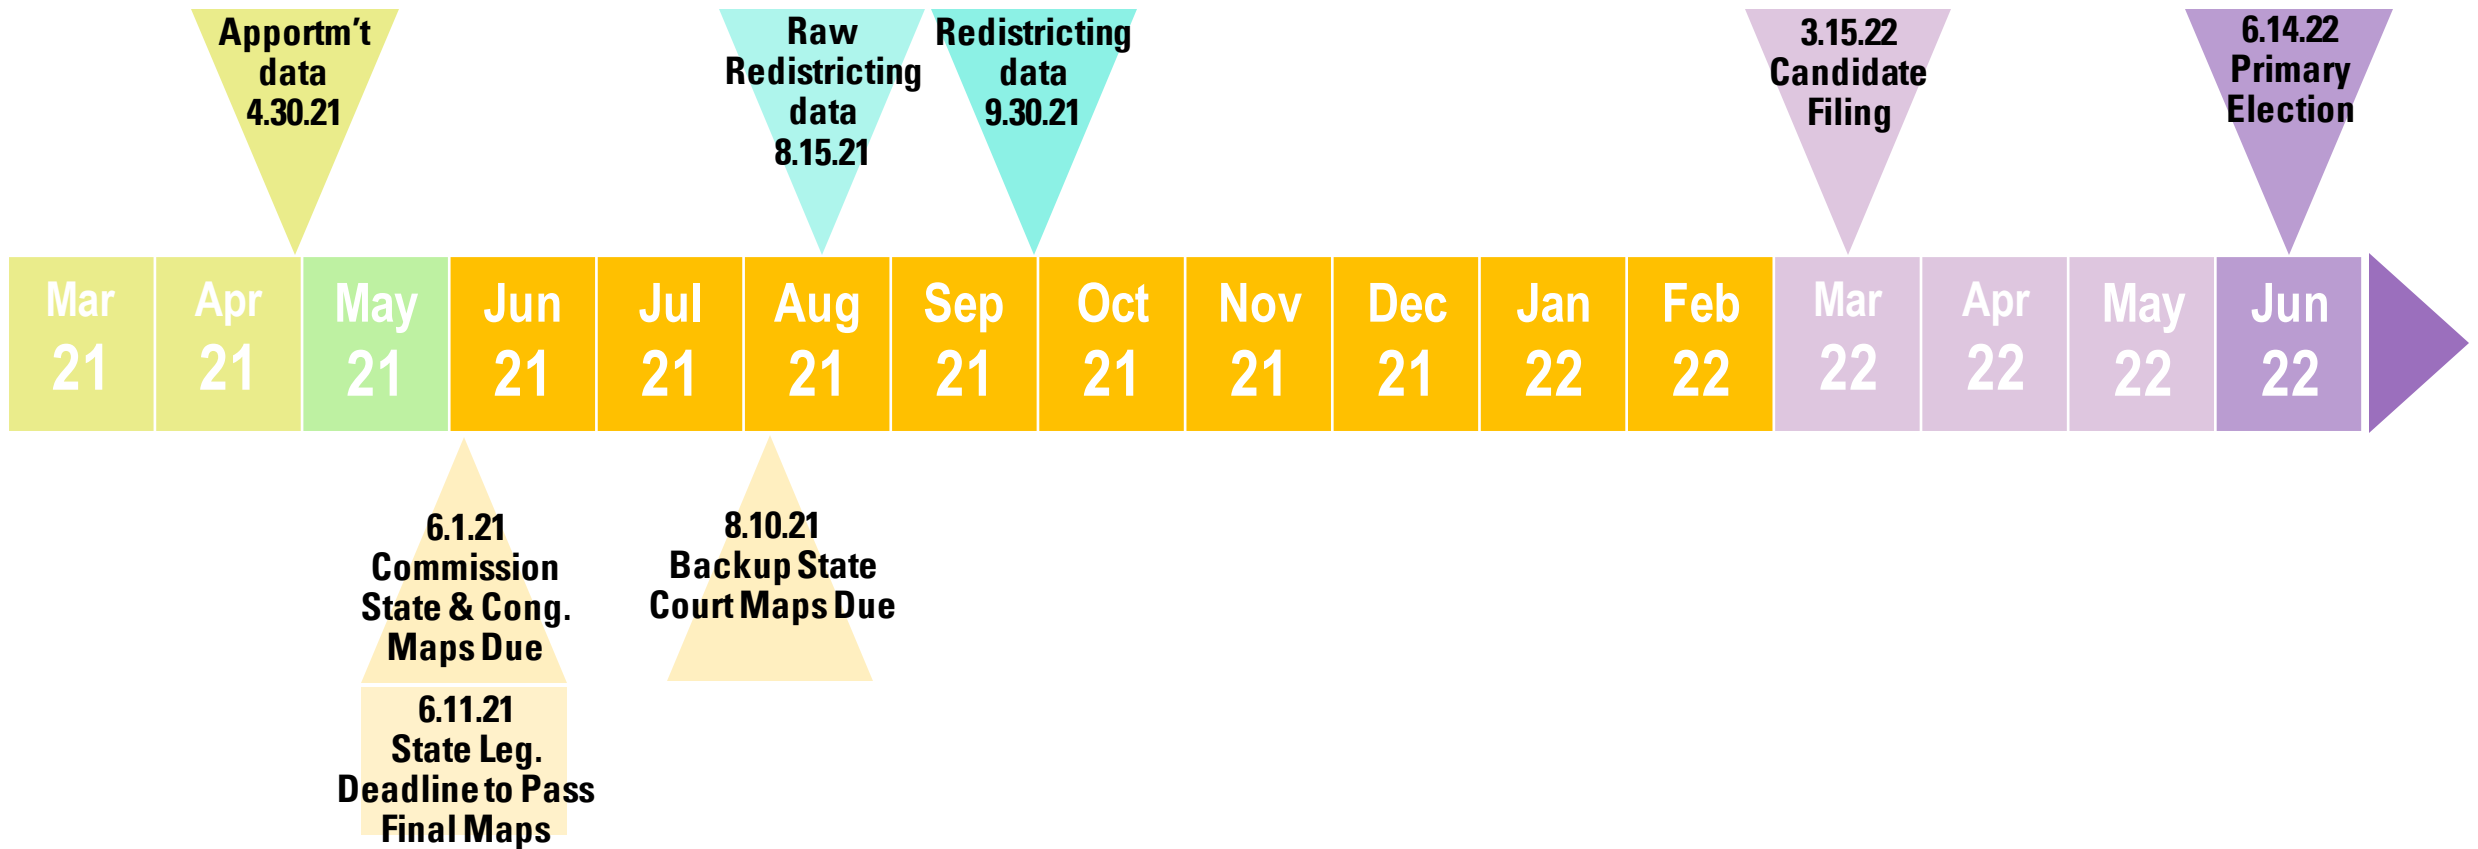 Apportm't
data
4.30.21
Raw
Redistricting
data
8.15.21
Redistricting
data
9.30.21
3.15.22
Candidate
Filing
6.14.22
Primary
Election
Mar
21
Apr
21
May
21
Jun
21
Jul
21
Aug
21
Sep
21
Oct
21
Nov
21
Dec
21
Jan
22
Feb
22
Mar
22
Apr
22
May
22
Jun
22
6.1.21
Commission
State & Cong.
Maps Due
6.11.21
State Leg.
Deadline to Pass
Final Maps
8.10.21
Backup State
Court Maps Due